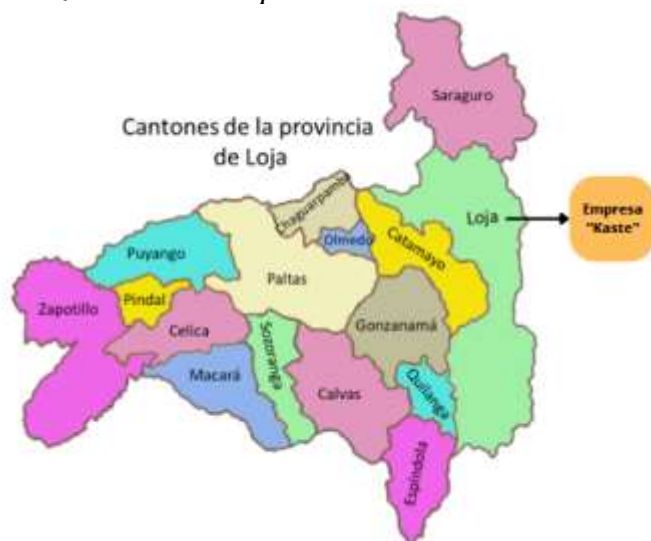 Saraguro
Cantones de la provincia
de Loja
Chaguarpamba
Loja
Empresa
"Kaste"
Olmedo
Catamayo
Puyango
Paltas
Zapotillo
Pindal
Gonzanamá
Celica
Sozoranga
Macará
Calvas
Quilanga
Espíndola